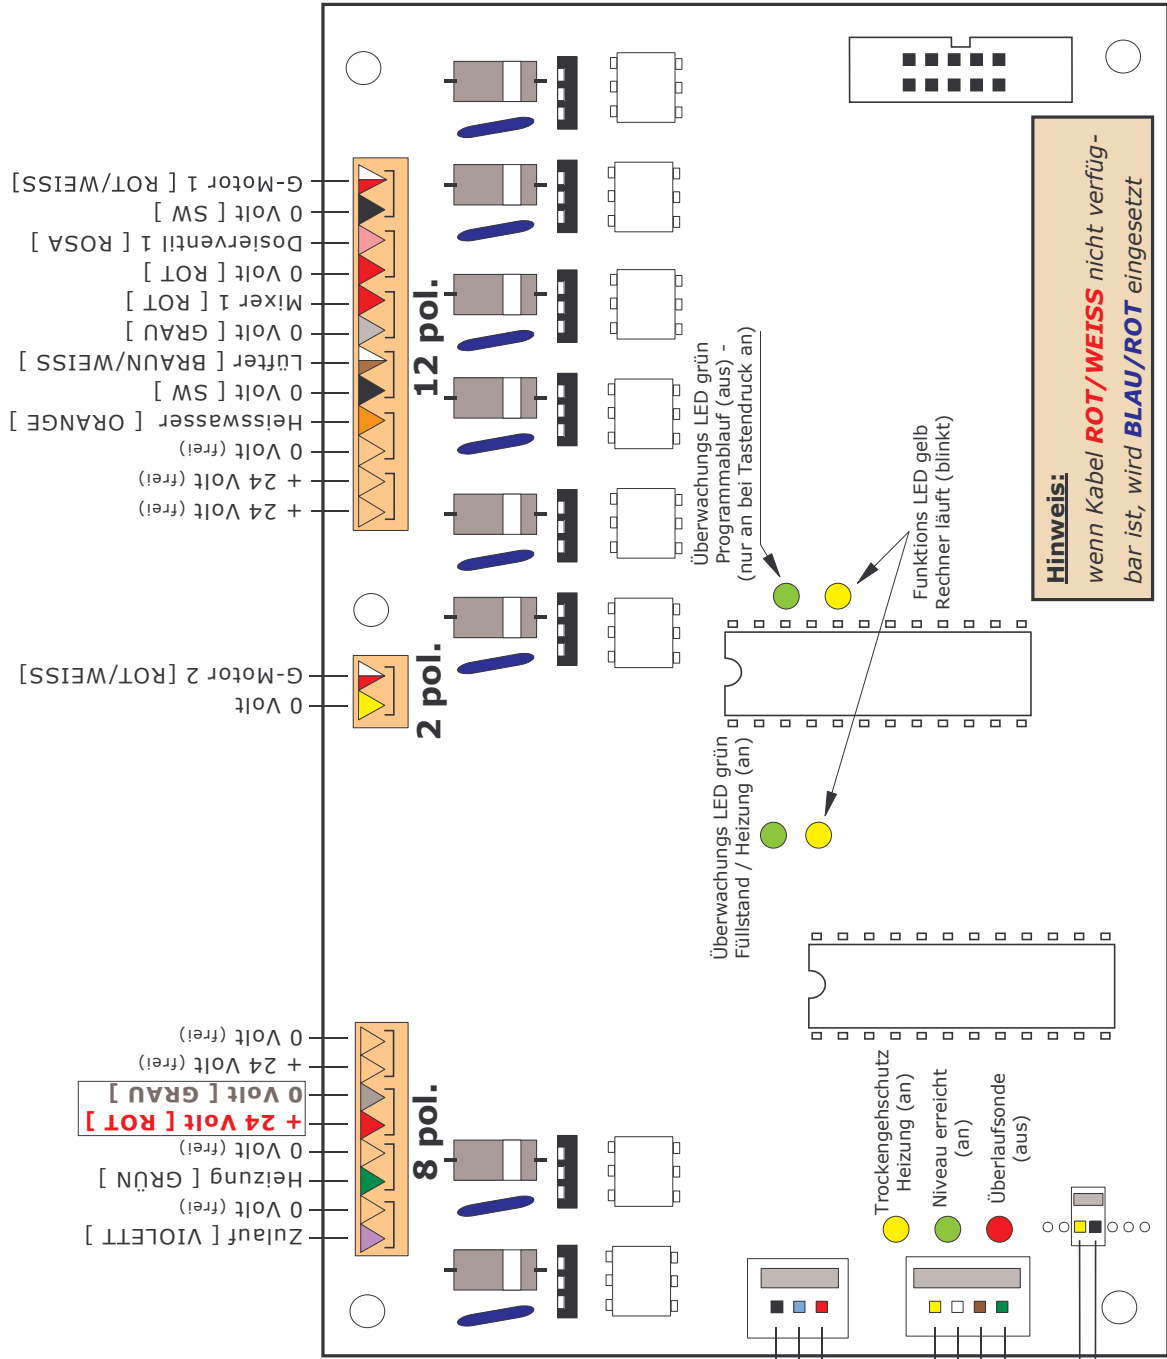 G-Motor 1 [ ROT/WEISS]
0 Volt [ SW ]
Dosierventil 1 [ ROSA ]
0 Volt [ ROT ]
Mixer 1 [ ROT ]
0 Volt [ GRAU ]
Lüfter [ BRAUN/WEISS ]
0 Volt [ SW ]
Heisswasser [ ORANGE ]
0 Volt (frei)
+ 24 Volt (frei)
+ 24 Volt (frei)
12 pol.
G-Motor 2 [ROT/WEISS]
0 Volt
2 pol.
0 Volt (frei)
+ 24 Volt (frei)
0 Volt [ GRAU ]
+ 24 Volt [ ROT ]
0 Volt (frei)
Heizung [ GRÜN ]
0 Volt (frei)
Zulauf [ VIOLETT ]
8 pol.
Überwachungs LED grün
Programmablauf (aus) -
(nur an bei Tastendruck an)
Funktions LED gelb
Rechner läuft (blinkt)
Überwachungs LED grün
Füllstand / Heizung (an)
Trockengehschutz
Heizung (an)
Niveau erreicht
(an)
Überlaufsonde
(aus)
Hinweis:
wenn Kabel ROT/WEISS nicht verfüg-
bar ist, wird BLAU/ROT eingesetzt